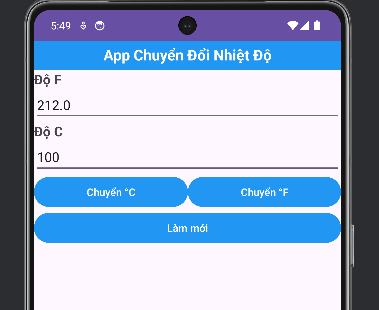 5:49
App Chuyển Đổi Nhiệt Độ
Độ F
212.0
Độ C
100
Chuyển °C Chuyển °F
Làm mới